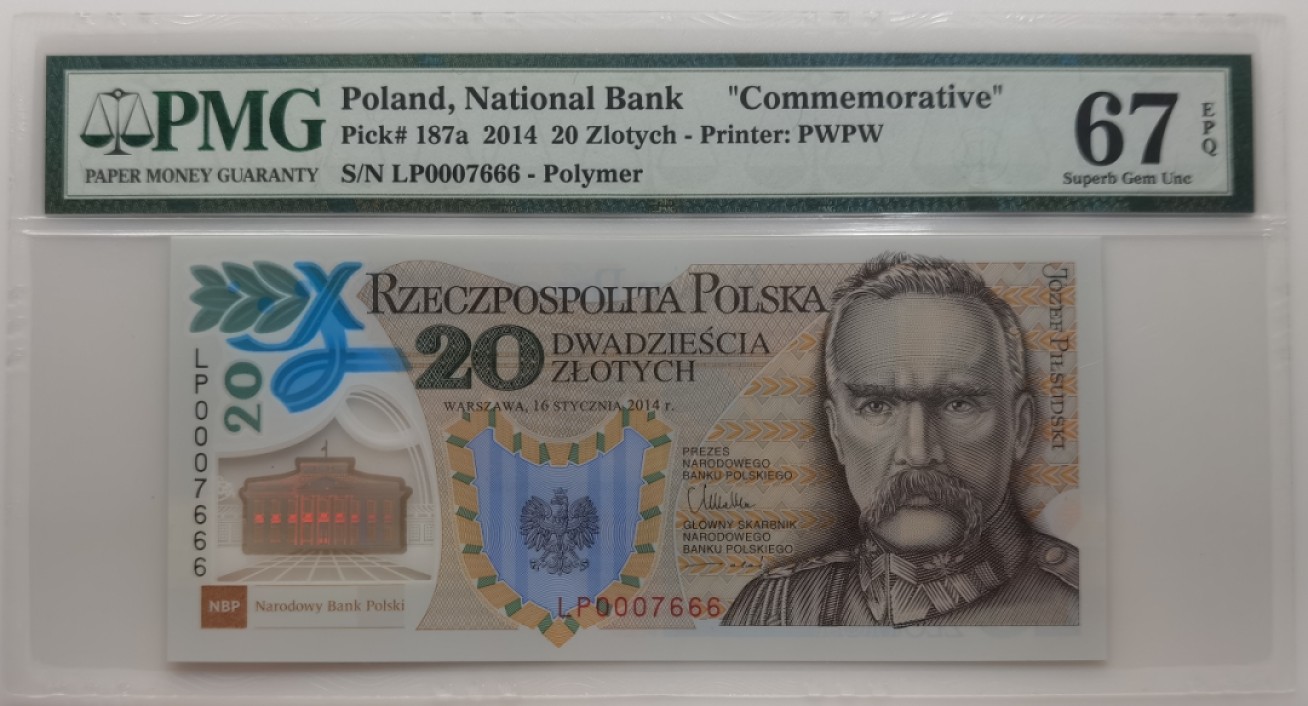 PMG
PAPER MONEY GUARANTY
Poland, National Bank "Commemorative"
Pick# 187a 2014 20 Zlotych - Printer: PWPW
S/N LP0007666 - Polymer
67
EPQ
Superb Gem Unc
RZECZPOSPOLITA POLSKA
20 DWADZIEŚCIA
ZŁOTYCH
WARSZAWA, 16 STYCZNIA 2014 r.
PREZES
NARODOWEGO
BANKU POLSKIEGO
GŁÓWNY SKARBNIK
NARODOWEGO
BANKU POLSKIEGO
JÓZEF PIŁSUDSKI
20
LP0007666
LP0007666
NBP Narodowy Bank Polski